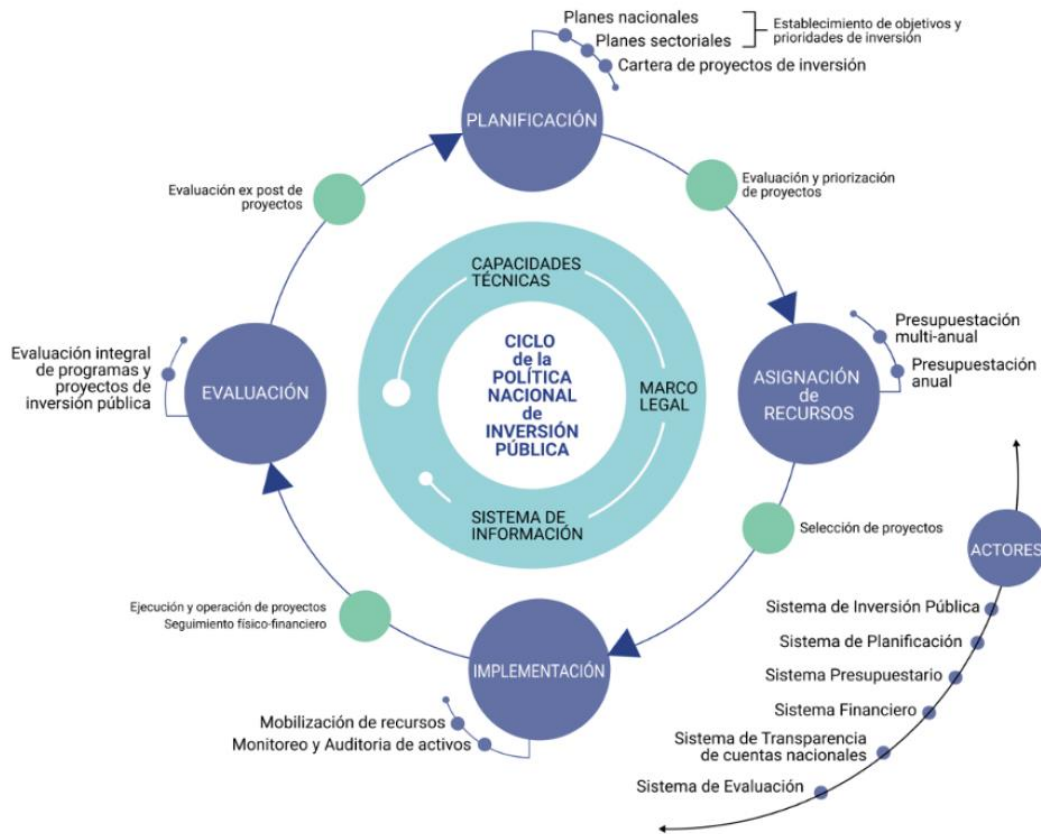 Planes nacionales
Planes sectoriales
Establecimiento de objetivos y
prioridades de inversión
Cartera de proyectos de inversión
PLANIFICACIÓN
Evaluación ex post de
proyectos
Evaluación y priorización
de proyectos
CAPACIDADES
TÉCNICAS
CICLO
de la
POLÍTICA
NACIONAL
de
INVERSIÓN
PÚBLICA
MARCO
LEGAL
SISTEMA DE
INFORMACIÓN
Evaluación integral
de programas y
proyectos de
inversión pública
EVALUACIÓN
ASIGNACIÓN
de
RECURSOS
Presupuestación
multi-anual
Presupuestación
anual
Selección de proyectos
Ejecución y operación de proyectos
Seguimiento físico-financiero
IMPLEMENTACIÓN
Mobilización de recursos
Monitoreo y Auditoria de activos
ACTORES
Sistema de Inversión Pública
Sistema de Planificación
Sistema Presupuestario
Sistema Financiero
Sistema de Transparencia
de cuentas nacionales
Sistema de Evaluación